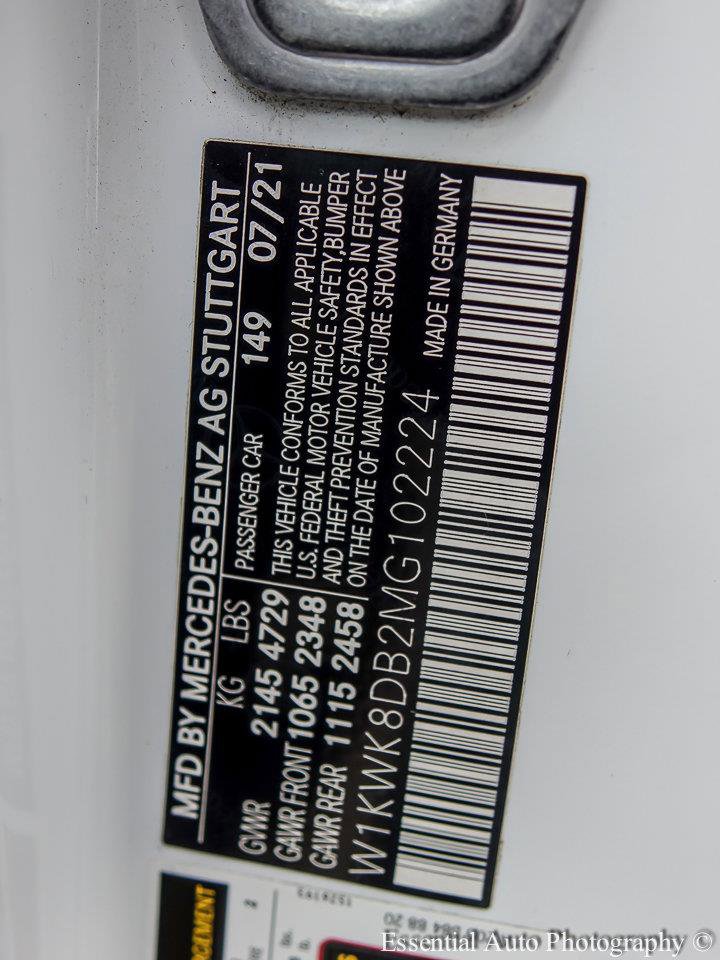 MFD BY MERCEDES-BENZ AG STUTTGART
KG LBS PASSENGER CAR 149 07/21
GVWR 2145 4729 THIS VEHICLE CONFORMS TO ALL APPLICABLE
GAWR FRONT 1065 2348 U.S. FEDERAL MOTOR VEHICLE SAFETY, BUMPER
GAWR REAR 1115 2458 AND THEFT PREVENTION STANDARDS IN EFFECT
ON THE DATE OF MANUFACTURE SHOWN ABOVE
W1KWK8DB2MG102224 MADE IN GERMANY
Essential Auto Photography ©